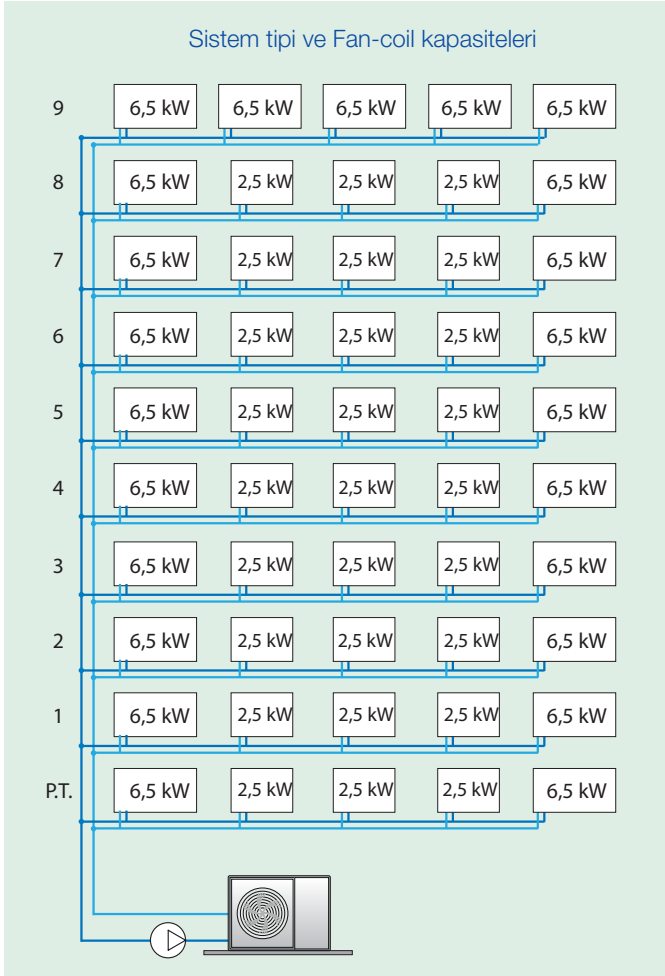 Sistem tipi ve Fan-coil kapasiteleri
9 6,5 kW 6,5 kW 6,5 kW 6,5 kW 6,5 kW
8 6,5 kW 2,5 kW 2,5 kW 2,5 kW 6,5 kW
7 6,5 kW 2,5 kW 2,5 kW 2,5 kW 6,5 kW
6 6,5 kW 2,5 kW 2,5 kW 2,5 kW 6,5 kW
5 6,5 kW 2,5 kW 2,5 kW 2,5 kW 6,5 kW
4 6,5 kW 2,5 kW 2,5 kW 2,5 kW 6,5 kW
3 6,5 kW 2,5 kW 2,5 kW 2,5 kW 6,5 kW
2 6,5 kW 2,5 kW 2,5 kW 2,5 kW 6,5 kW
1 6,5 kW 2,5 kW 2,5 kW 2,5 kW 6,5 kW
P.T. 6,5 kW 2,5 kW 2,5 kW 2,5 kW 6,5 kW